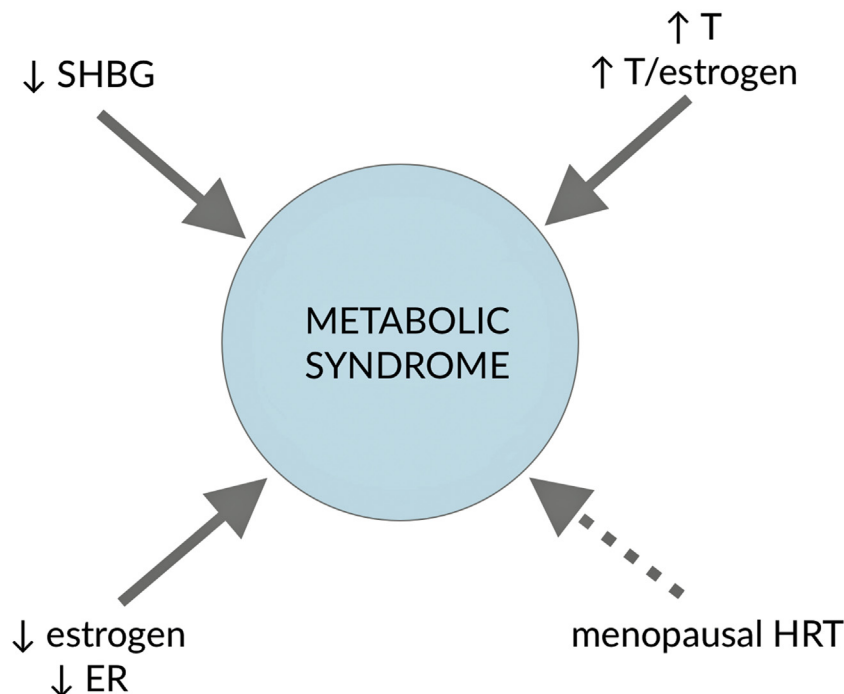 ↓ SHBG
↑ T
↑ T/estrogen
METABOLIC
SYNDROME
↓ estrogen
↓ ER
menopausal HRT